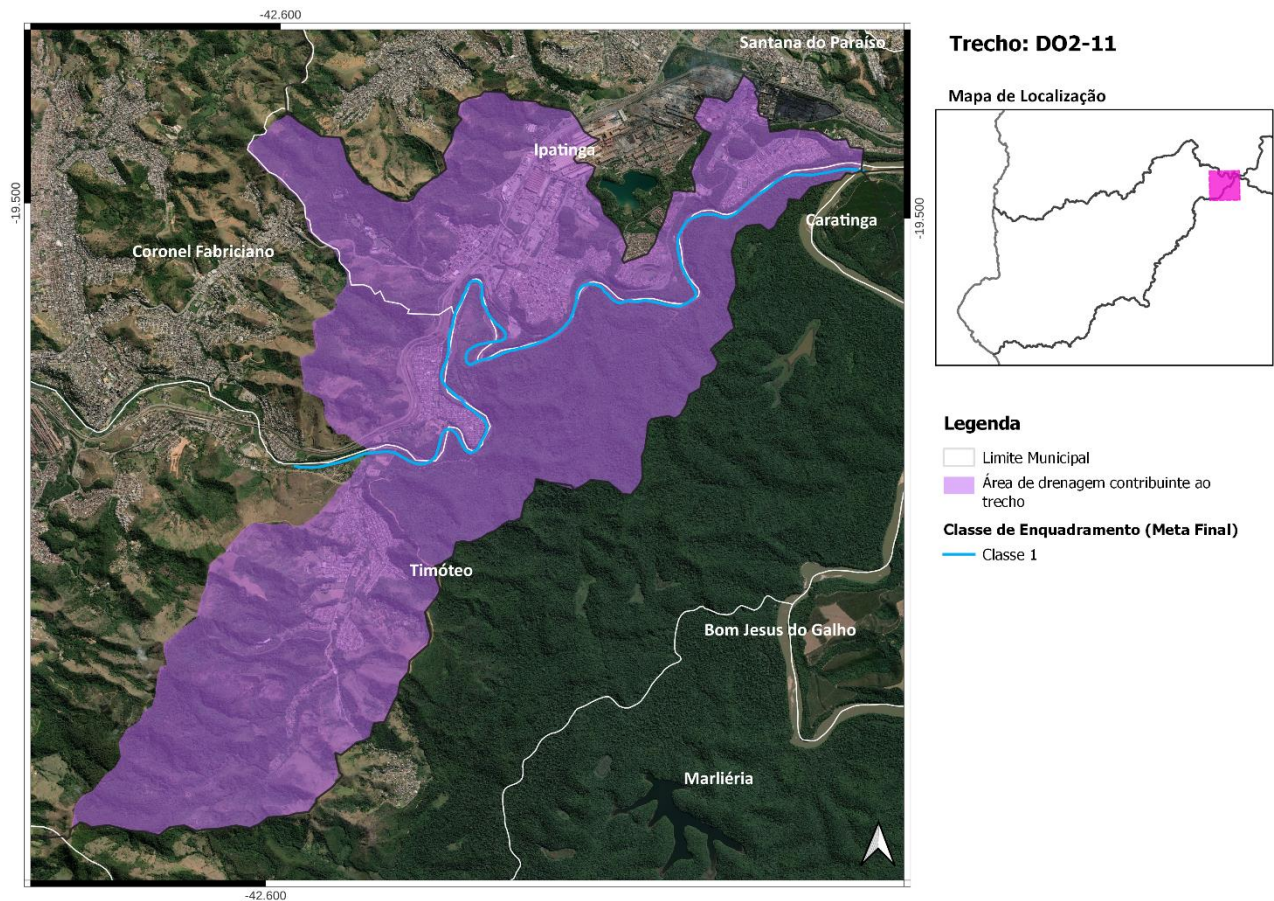 -42.600
Trecho: DO2-11
Santana do Paraíso
Mapa de Localização
Ipatinga
-19.500
-19.500
Caratinga
Coronel Fabriciano
Legenda
Limite Municipal
Área de drenagem contribuinte ao
trecho
Classe de Enquadramento (Meta Final)
Classe 1
Timóteo
Bom Jesus do Galho
Marliéria
-42.600